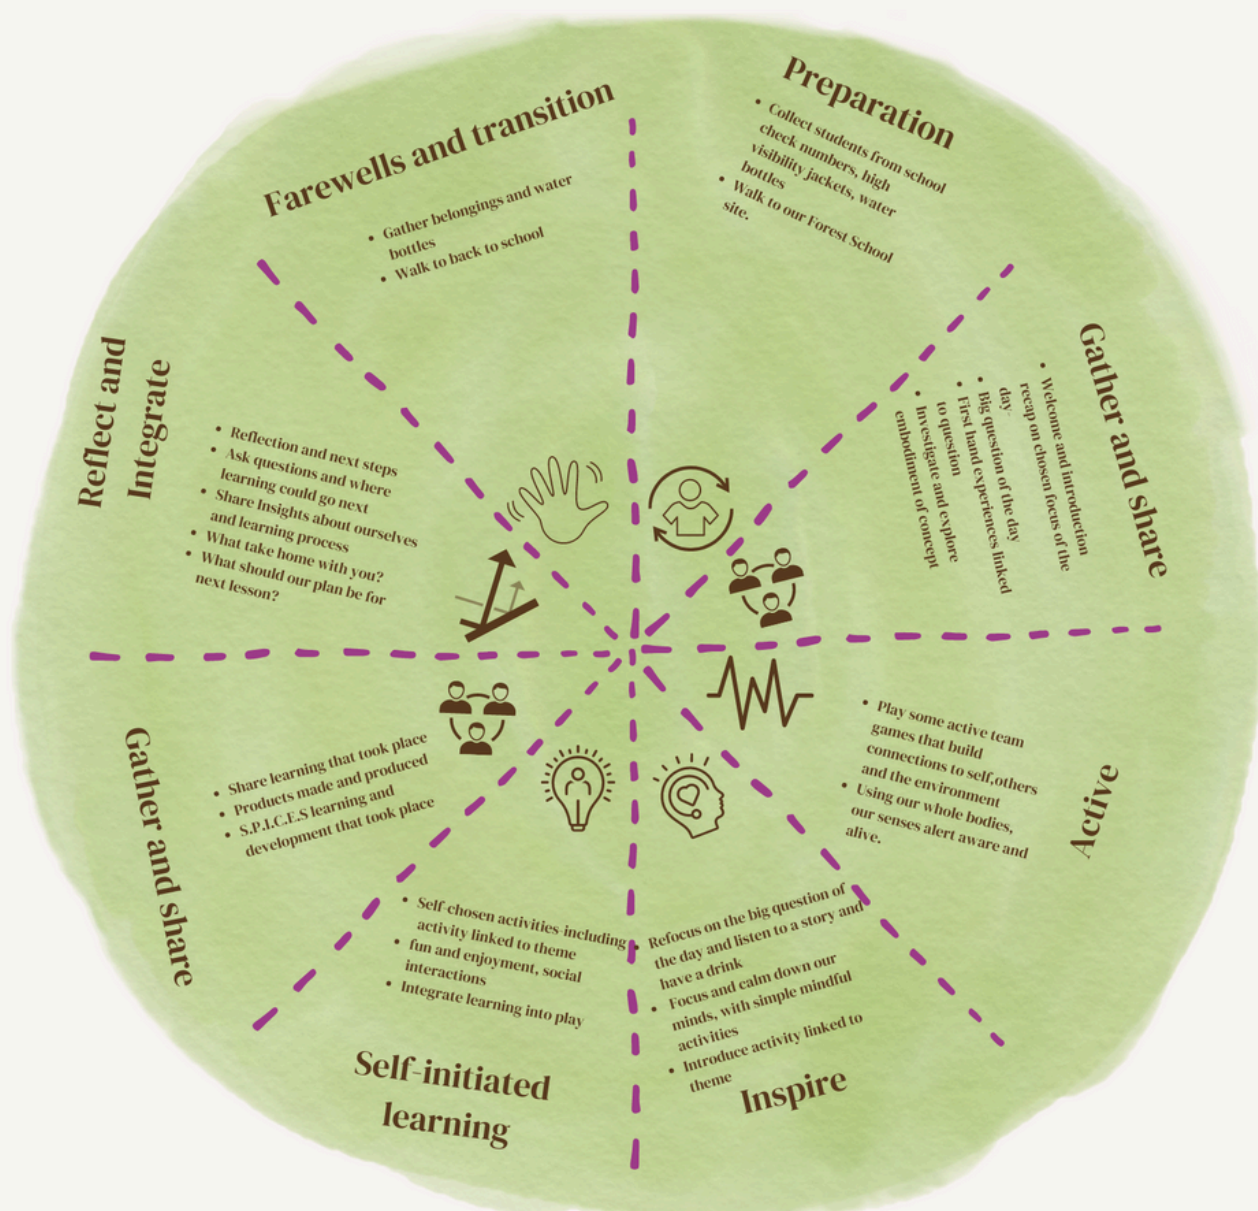 Preparation
• Collect students from school
check numbers, high
visibility jackets, water
bottles
• Walk to our Forest School
site.
Gather and share
• Welcome and introduction
recap on chosen focus of the
day-
• Big question of the day
• First hand experiences linked
to question
• Investigate and explore
embodiment of concept
Active
• Play some active team
games that build
connections to self,others
and the environment
• Using our whole bodies,
our senses alert aware and
alive.
Inspire
• Refocus on the big question of
the day and listen to a story and
have a drink
• Focus and calm down our
minds, with simple mindful
activities
• Introduce activity linked to
theme
Self-initiated
learning
• Self-chosen activities-including
activity linked to theme
• fun and enjoyment, social
interactions
• Integrate learning into play
Gather and share
• Share learning that took place
• Products made and produced
• S.P.I.C.E.S learning and
development that took place
Reflect and
Integrate
• Reflection and next steps
• Ask questions and where
learning could go next
• Share Insights about ourselves
and learning process
• What take home with you?
• What should our plan be for
next lesson?
Farewells and transition
• Gather belongings and water
bottles
• Walk to back to school